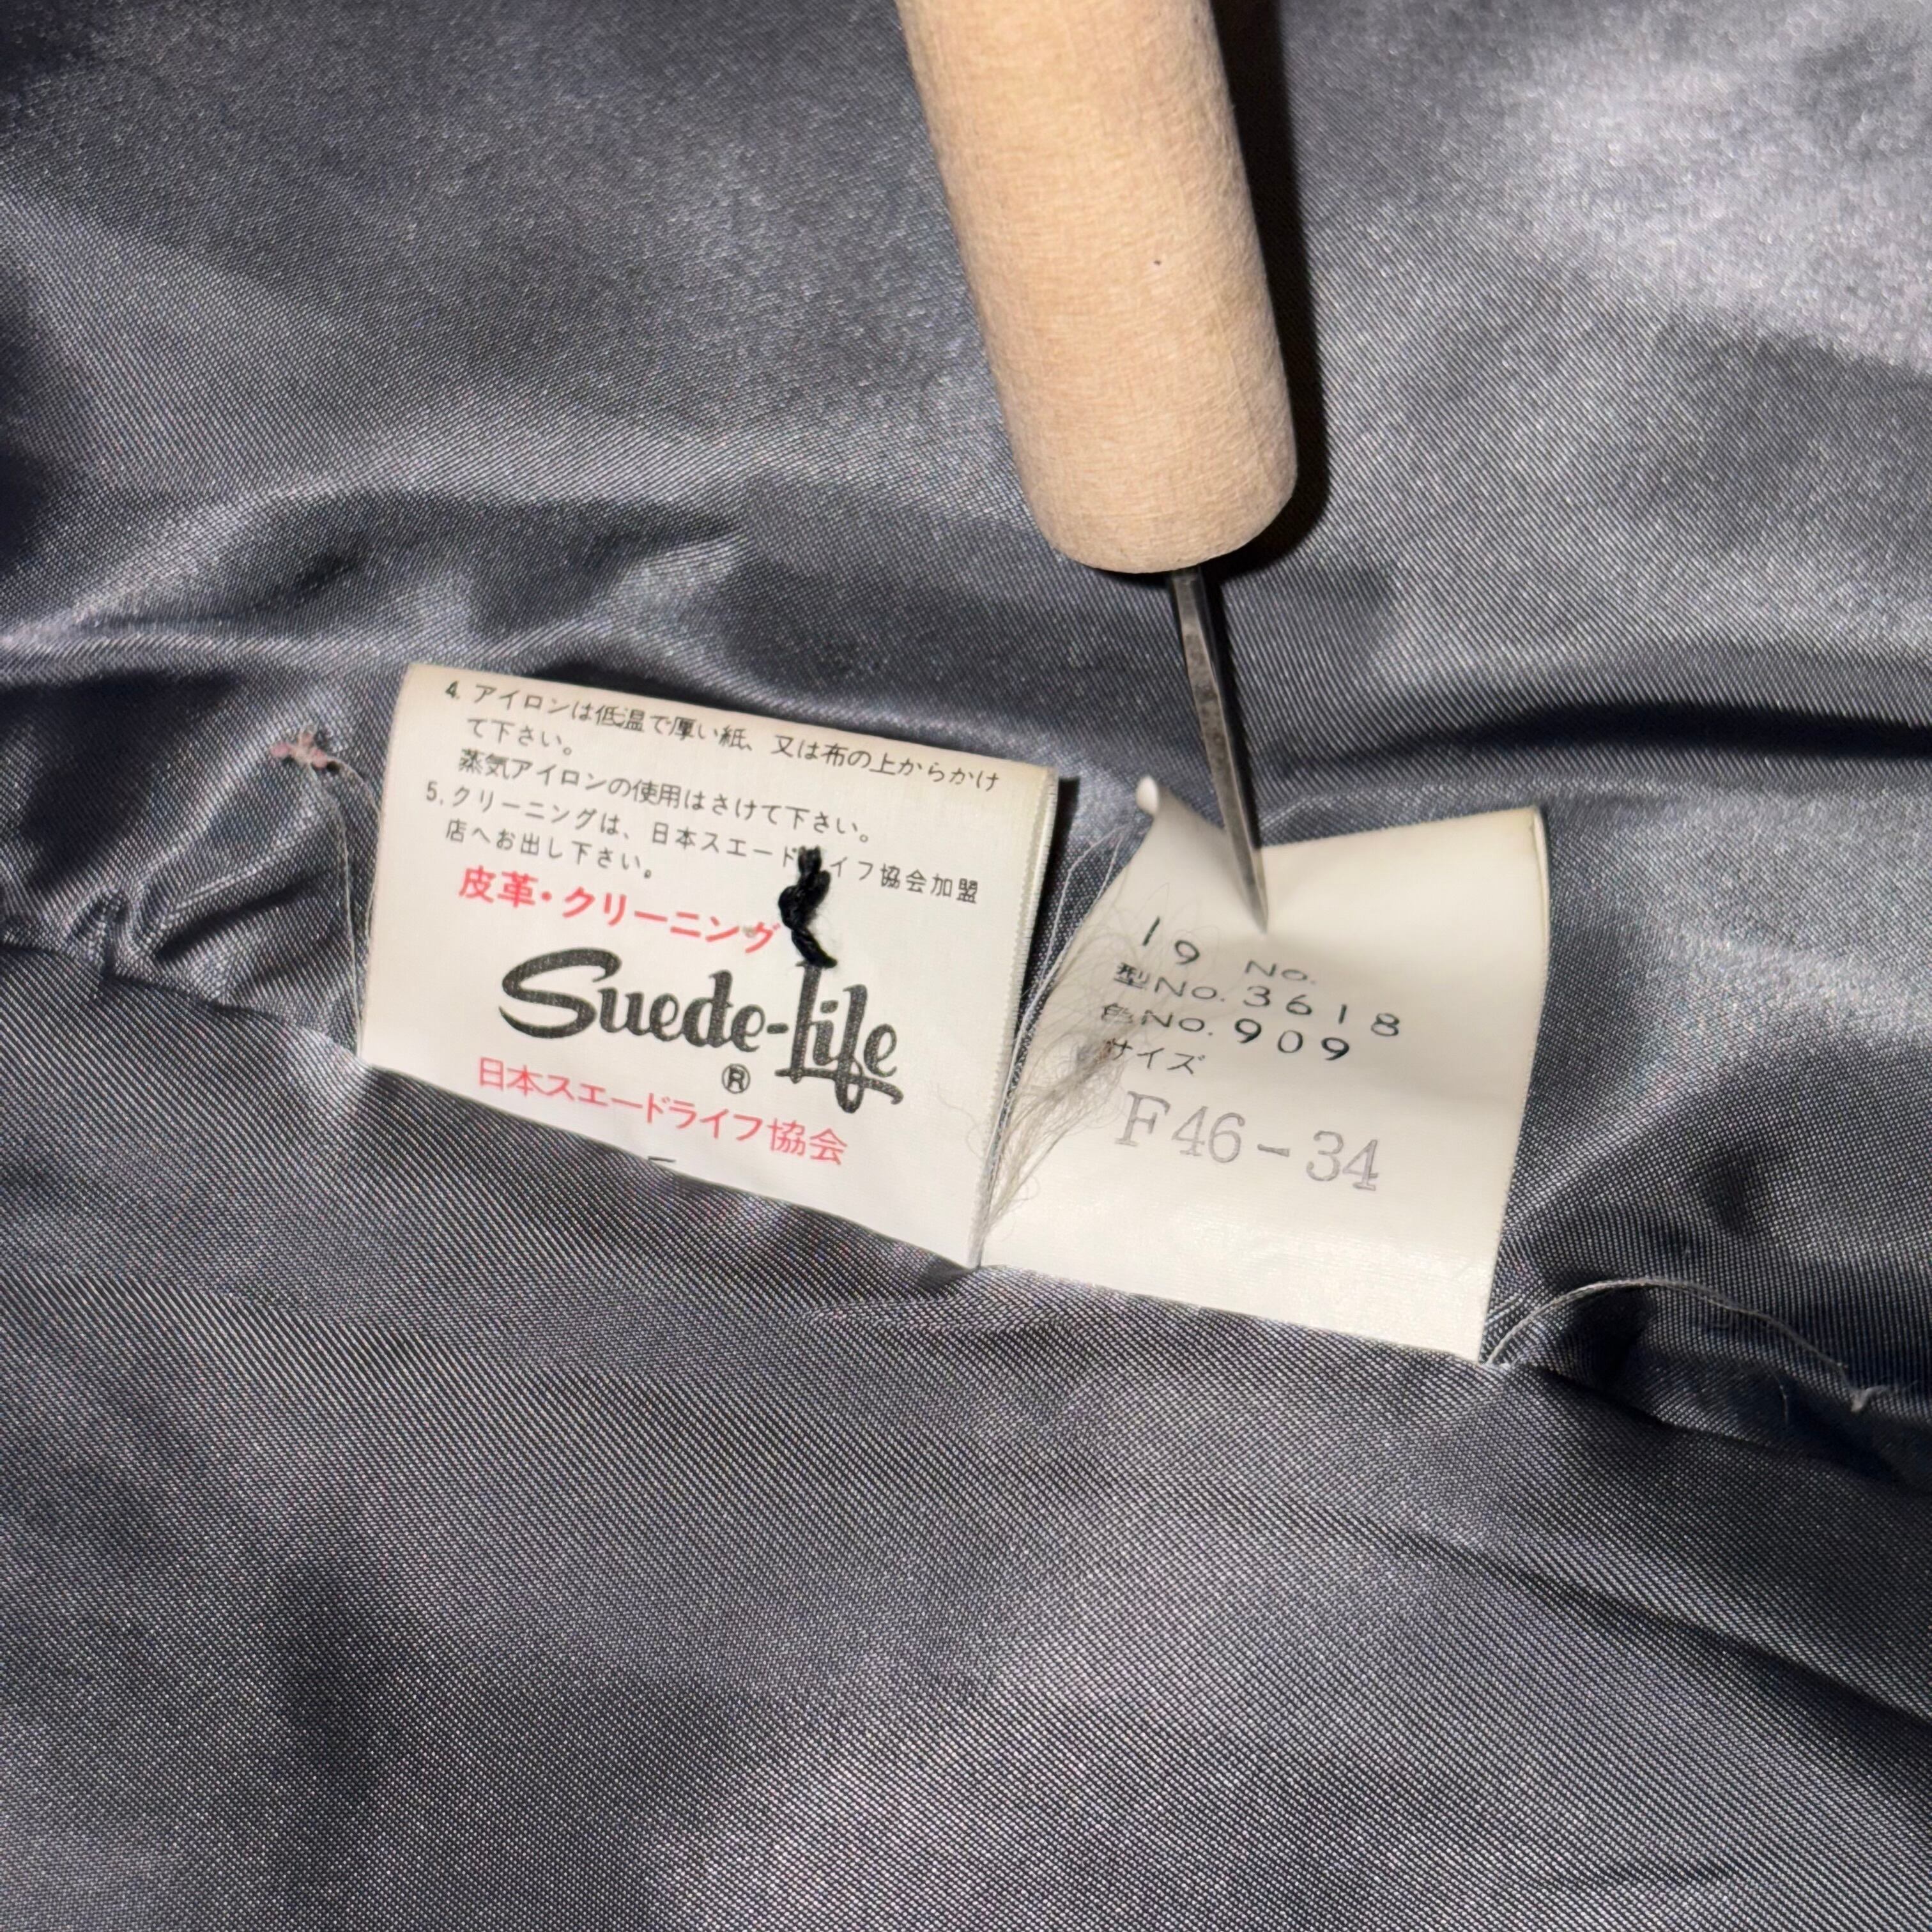 4. アイロンは低温で厚い紙、又は布の上からかけ
て下さい。
蒸気アイロンの使用はさけて下さい。
5. クリーニングは、日本スエードライフ協会加盟
店へお出し下さい。
皮革・クリーニング
Suede-Life
®
日本スエードライフ協会
19 No.
型No. 3618
色No. 909
サイズ
F46-34